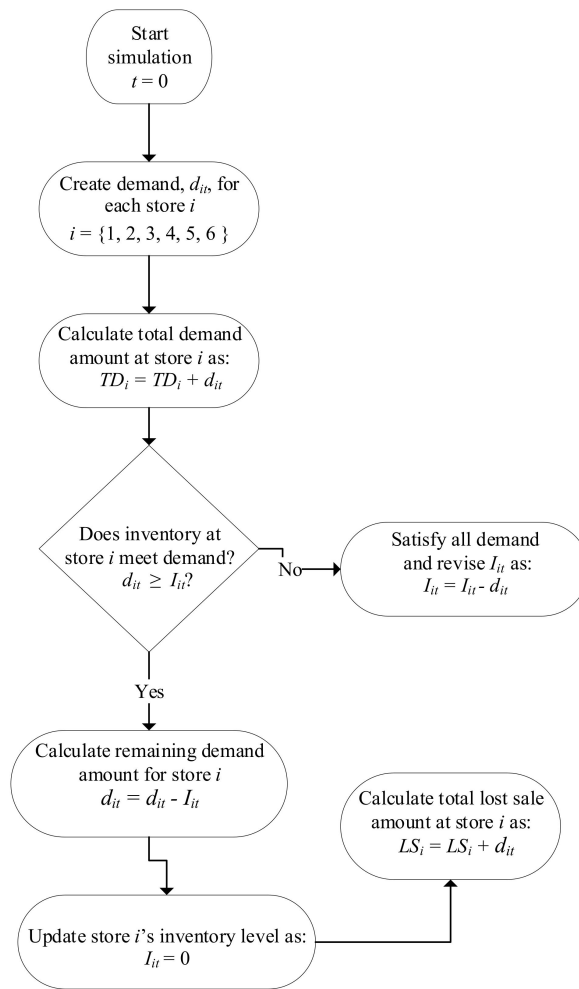 Start
simulation
t = 0
Create demand, dit, for
each store i
i = {1, 2, 3, 4, 5, 6 }
Calculate total demand
amount at store i as:
TDi = TDi + dit
Does inventory at
store i meet demand?
dit ≥ Iit?
No
Satisfy all demand
and revise Iit as:
Iit = Iit - dit
Yes
Calculate remaining demand
amount for store i
dit = dit - Iit
Calculate total lost sale
amount at store i as:
LSi = LSi + dit
Update store i’s inventory level as:
Iit = 0